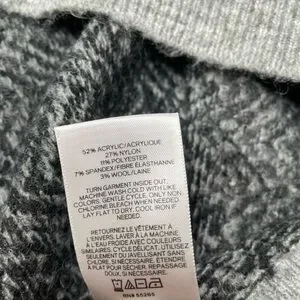 52% ACRYLIC/ACRYLIQUE
27% NYLON
11% POLYESTER
7% SPANDEX/FIBRE ÉLASTHANNE
3% WOOL/LAINE
TURN GARMENT INSIDE OUT.
MACHINE WASH COLD WITH LIKE
COLORS, GENTLE CYCLE. ONLY NON
CHLORINE BLEACH WHEN NEEDED.
LAY FLAT TO DRY. COOL IRON IF
NEEDED.
RETOURNEZ LE VÊTEMENT À
L'ENVERS, LAVER À LA MACHINE
À L'EAU FROIDE AVEC COULEURS
SIMILAIRES, CYCLE DÉLICAT. UTILISEZ
SEULEMENT DU JAVELLISANT SANS
CHLORE, SI NÉCESSAIRE. ÉTENDRE
À PLAT POUR SÉCHER. REPASSAGE
DOUX, SI NÉCESSAIRE.
RN# 55285